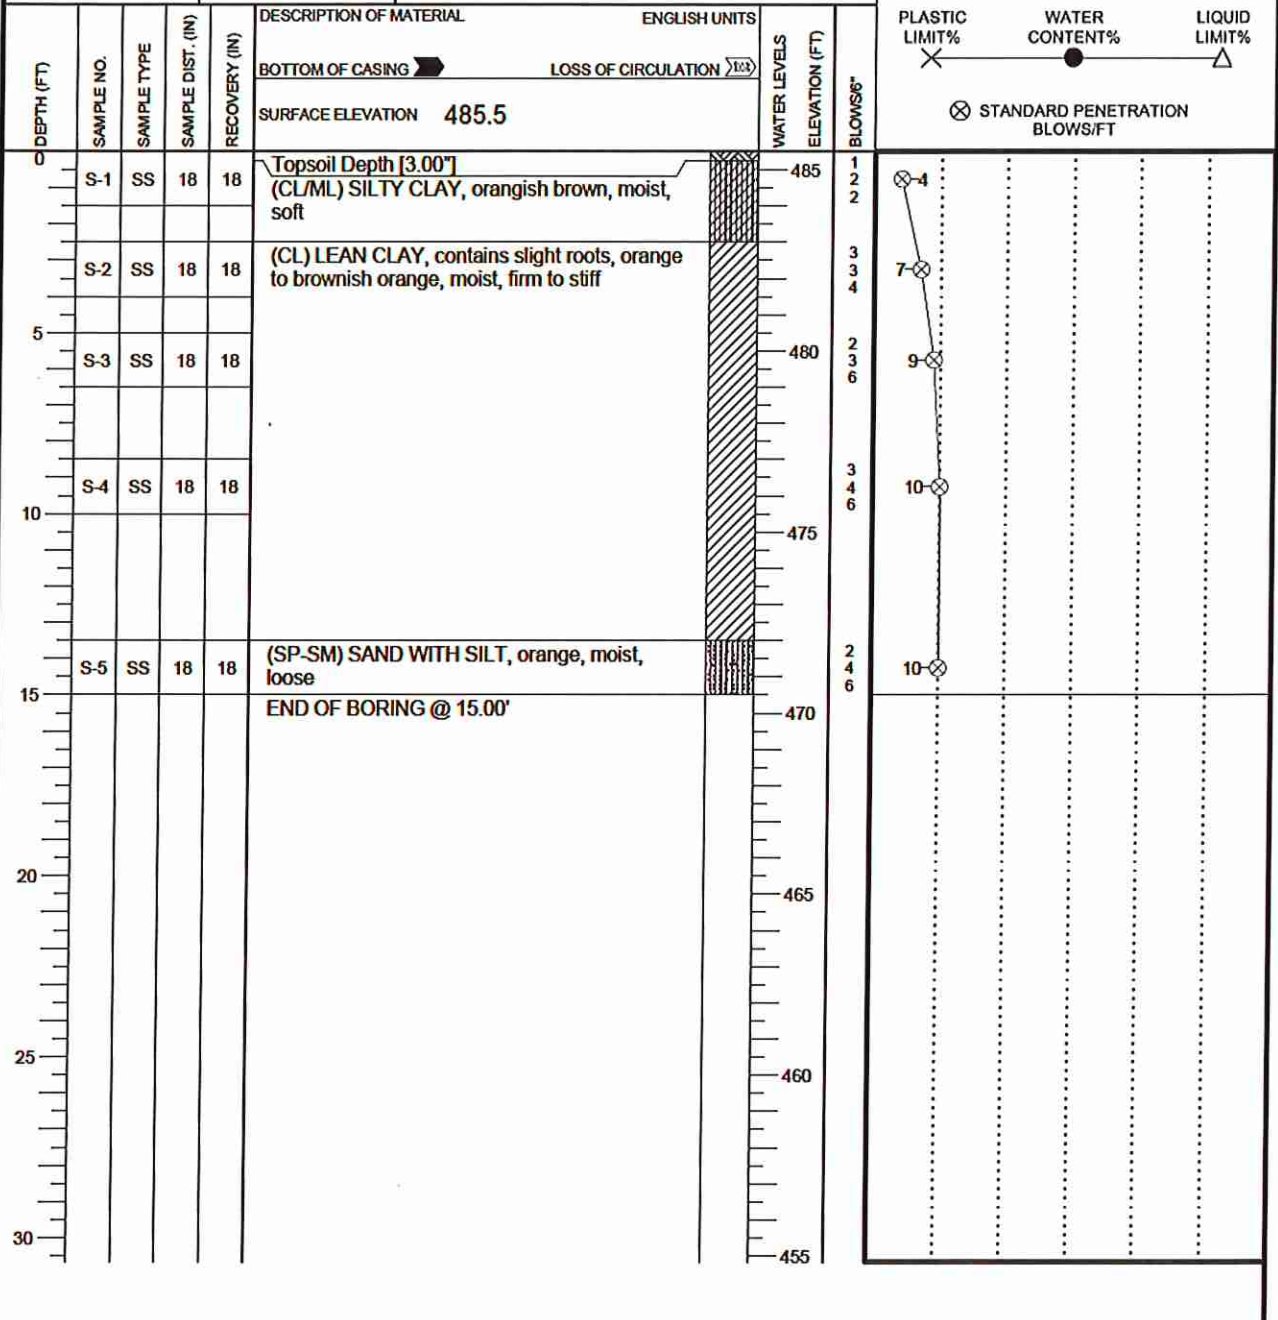 DEPTH (FT)
SAMPLE NO.
SAMPLE TYPE
SAMPLE DIST. (IN)
RECOVERY (IN)
DESCRIPTION OF MATERIAL ENGLISH UNITS
BOTTOM OF CASING LOSS OF CIRCULATION
SURFACE ELEVATION 485.5
WATER LEVELS
ELEVATION (FT)
BLOWS/6"
PLASTIC LIMIT%
WATER CONTENT%
LIQUID LIMIT%
STANDARD PENETRATION
BLOWS/FT
0
Topsoil Depth [3.00"]
S-1 SS 18 18
(CL/ML) SILTY CLAY, orangish brown, moist,
soft
485
1
2
2
4
S-2 SS 18 18
(CL) LEAN CLAY, contains slight roots, orange
to brownish orange, moist, firm to stiff
3
3
4
7
5
S-3 SS 18 18
480
2
3
6
9
S-4 SS 18 18
3
4
6
10
10
475
S-5 SS 18 18
(SP-SM) SAND WITH SILT, orange, moist,
loose
2
4
6
10
15
END OF BORING @ 15.00'
470
20
465
25
460
30
455